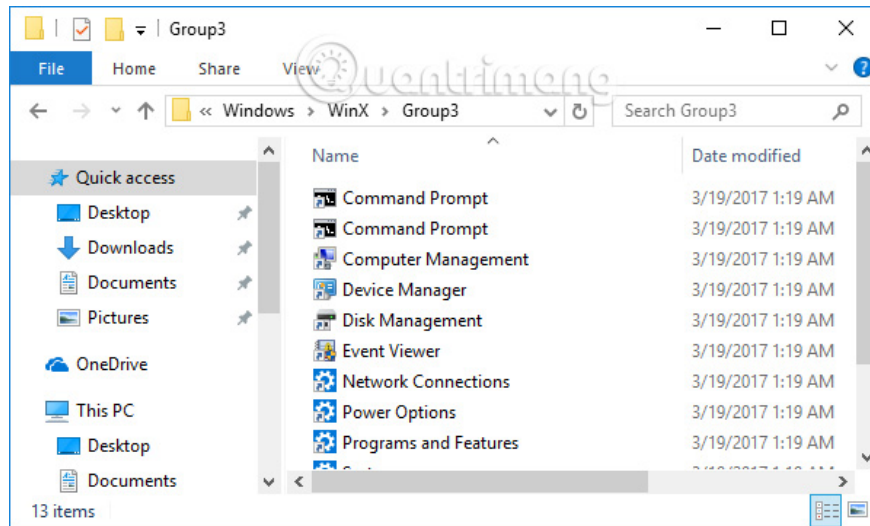 Group3
File Home Share View
Quantrimang
« Windows > WinX > Group3 Search Group3
Name Date modified
Quick access
Desktop
Downloads
Documents
Pictures
OneDrive
This PC
Desktop
Documents
Command Prompt 3/19/2017 1:19 AM
Command Prompt 3/19/2017 1:19 AM
Computer Management 3/19/2017 1:19 AM
Device Manager 3/19/2017 1:19 AM
Disk Management 3/19/2017 1:19 AM
Event Viewer 3/19/2017 1:19 AM
Network Connections 3/19/2017 1:19 AM
Power Options 3/19/2017 1:19 AM
Programs and Features 3/19/2017 1:19 AM
13 items